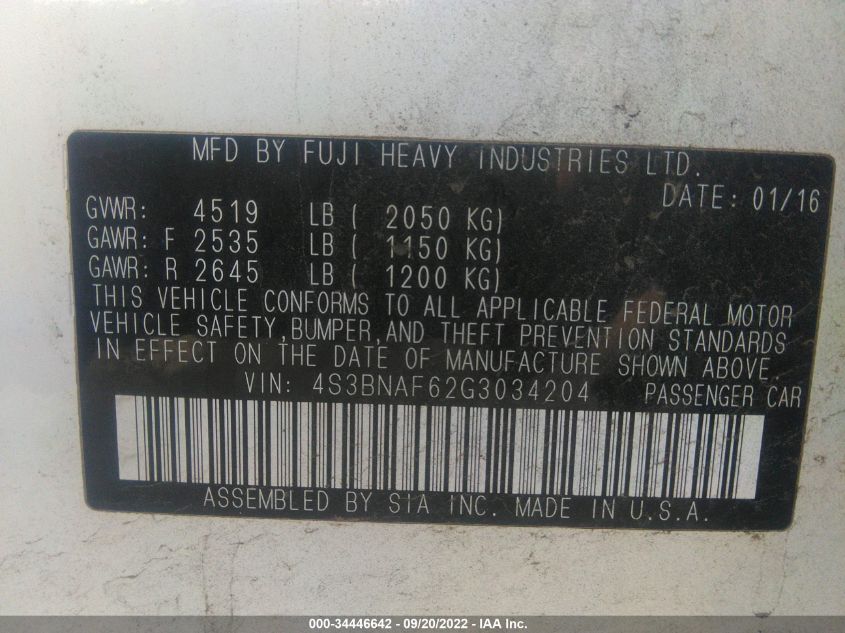 MFD BY FUJI HEAVY INDUSTRIES LTD.
DATE: 01/16
GVWR: 4519 LB ( 2050 KG)
GAWR: F 2535 LB ( 1150 KG)
GAWR: R 2645 LB ( 1200 KG)
THIS VEHICLE CONFORMS TO ALL APPLICABLE FEDERAL MOTOR
VEHICLE SAFETY, BUMPER, AND THEFT PREVENTION STANDARDS
IN EFFECT ON THE DATE OF MANUFACTURE SHOWN ABOVE.
VIN: 4S3BNAF62G3034204 PASSENGER CAR
ASSEMBLED BY SIA INC. MADE IN U.S.A.
000-34446642 - 09/20/2022 - IAA Inc.